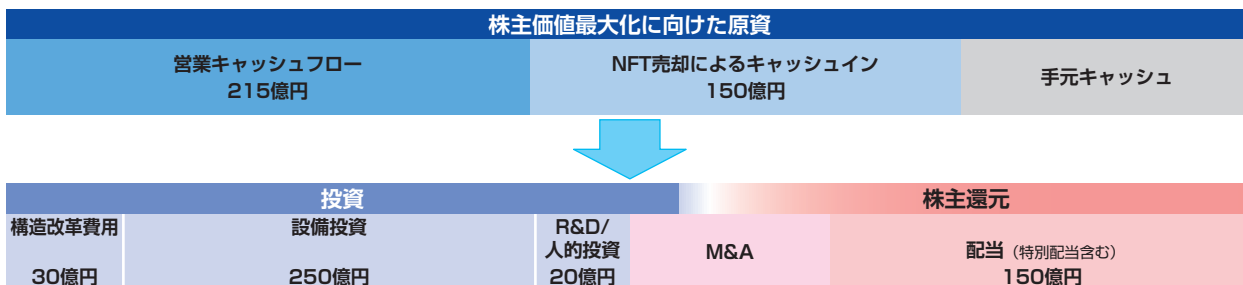 株主価値最大化に向けた原資
営業キャッシュフロー
215億円
NFT売却によるキャッシュイン
150億円
手元キャッシュ
投資
株主還元
構造改革費用
30億円
設備投資
250億円
R&D/
人的投資
20億円
M&A
配当（特別配当含む）
150億円